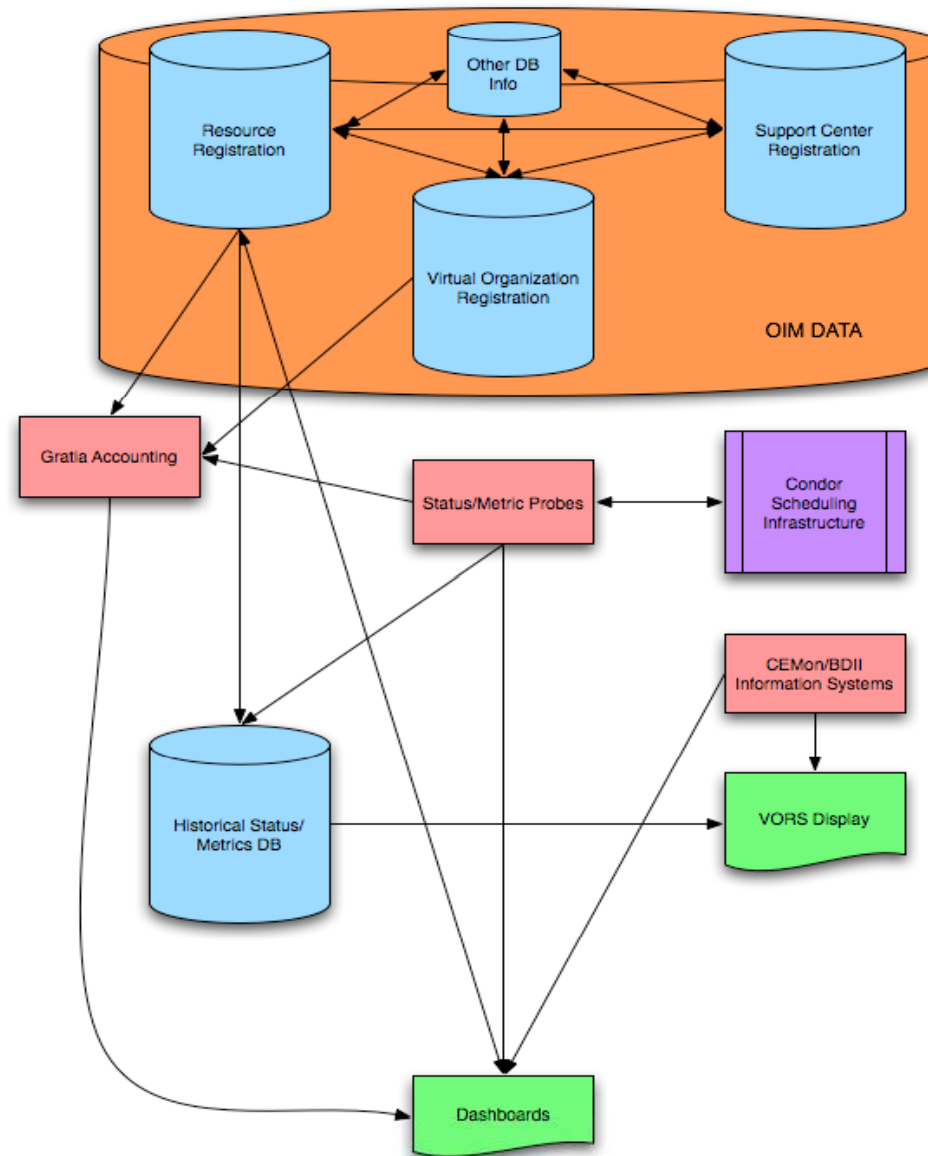 Other DB
Info
Resource
Registration
Support Center
Registration
Virtual Organization
Registration
OIM DATA
Gratia Accounting
Status/Metric Probes
Condor
Scheduling
Infrastructure
CEMon/BDII
Information Systems
Historical Status/
Metrics DB
VORS Display
Dashboards